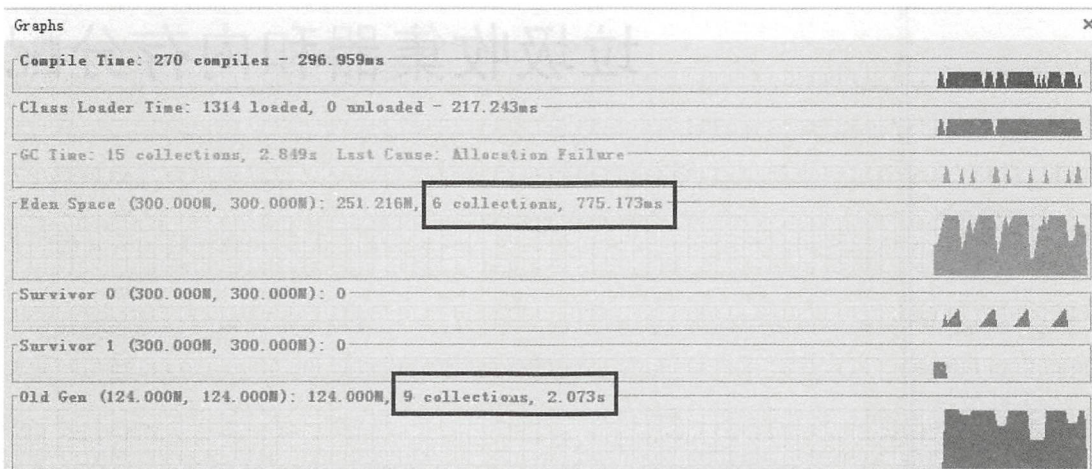 Graphs ×
Compile Time: 270 compiles - 296.959ms
Class Loader Time: 1314 loaded, 0 unloaded - 217.243ms
GC Time: 15 collections, 2.849s Last Cause: Allocation Failure
Eden Space (300.000M, 300.000M): 251.216M, 6 collections, 775.173ms
Survivor 0 (300.000M, 300.000M): 0
Survivor 1 (300.000M, 300.000M): 0
Old Gen (124.000M, 124.000M): 124.000M, 9 collections, 2.073s